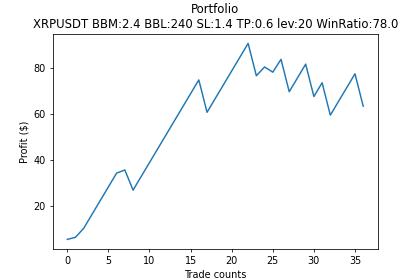 Portfolio
XRPUSDT BBM:2.4 BBL:240 SL:1.4 TP:0.6 lev:20 WinRatio:78.0
Profit ($)
80
60
40
20
0 5 10 15 20 25 30 35
Trade counts